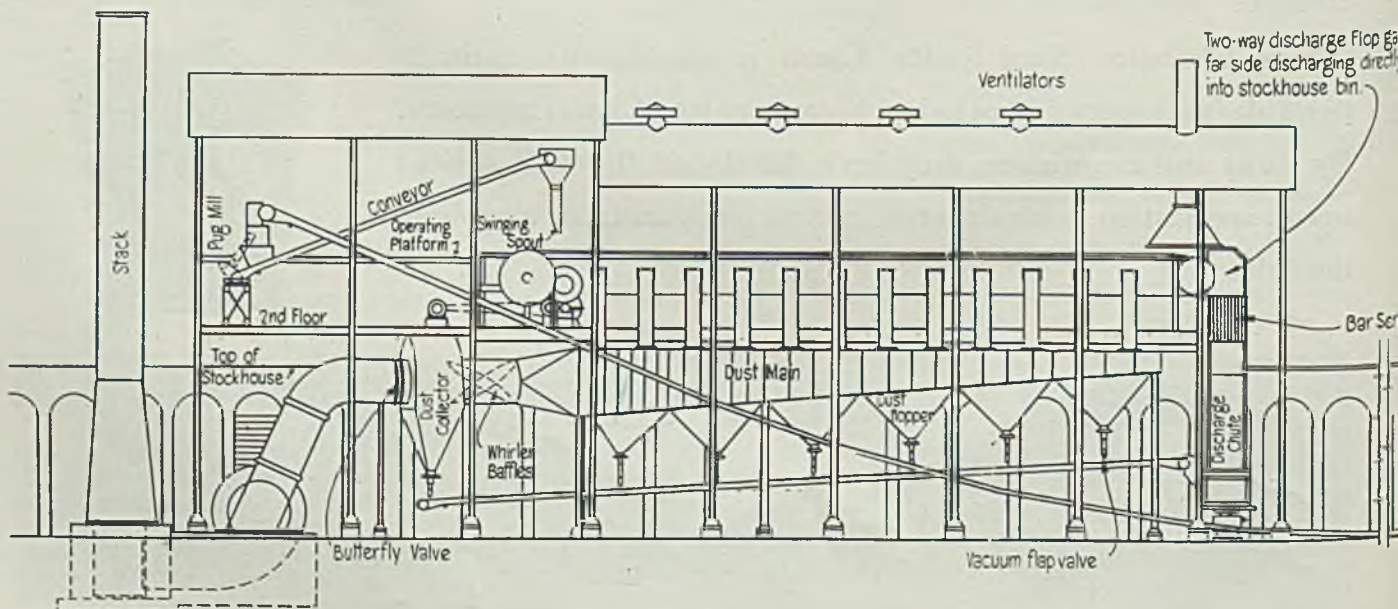 Two-way discharge flop
far side discharging directly
into stockhouse bin.
Ventilators
Stack
Pug Mill
Conveyor
Operating
Platform
Swinging
Spout
2nd Floor
Bar
Top of
Stockhouse
Dust Main
Dust
Collector
Dust
Hopper
Whirler
Baffles
Discharge
Chute
Butterfly Valve
Vacuum flap valve